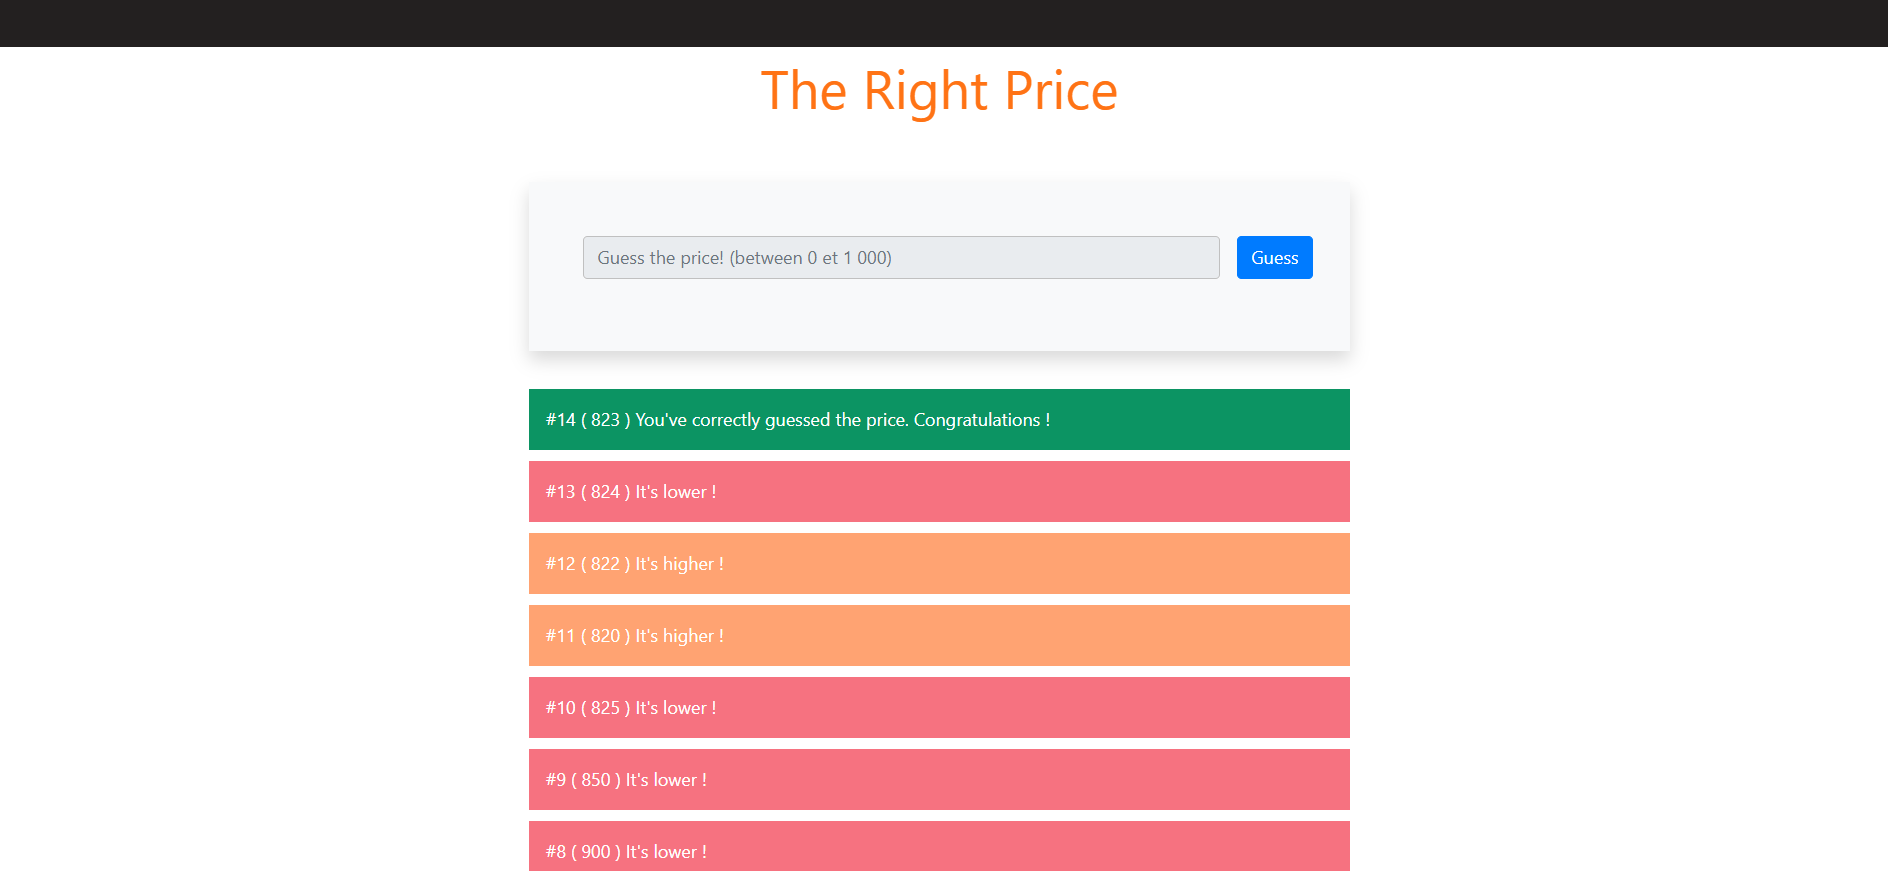 The Right Price
Guess the price! (between 0 et 1 000)
Guess
#14 ( 823 ) You've correctly guessed the price. Congratulations !
#13 ( 824 ) It's lower !
#12 ( 822 ) It's higher !
#11 ( 820 ) It's higher !
#10 ( 825 ) It's lower !
#9 ( 850 ) It's lower !
#8 ( 900 ) It's lower !